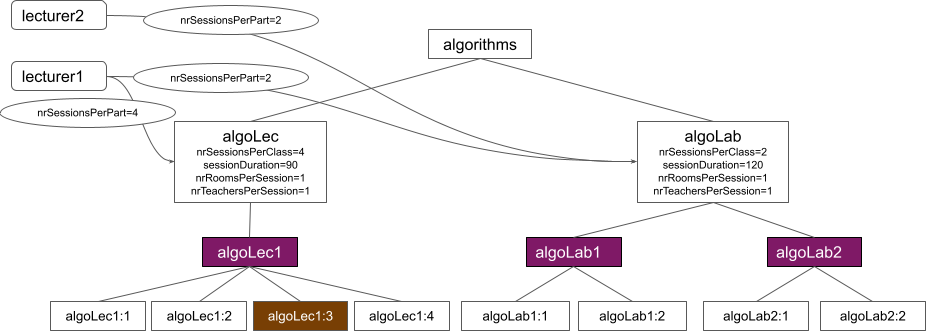 lecturer2
nrSessionsPerPart=2
algorithms
lecturer1
nrSessionsPerPart=2
nrSessionsPerPart=4
algoLec
nrSessionsPerClass=4
sessionDuration=90
nrRoomsPerSession=1
nrTeachersPerSession=1
algoLab
nrSessionsPerClass=2
sessionDuration=120
nrRoomsPerSession=1
nrTeachersPerSession=1
algoLec1
algoLab1
algoLab2
algoLec1:1
algoLec1:2
algoLec1:3
algoLec1:4
algoLab1:1
algoLab1:2
algoLab2:1
algoLab2:2